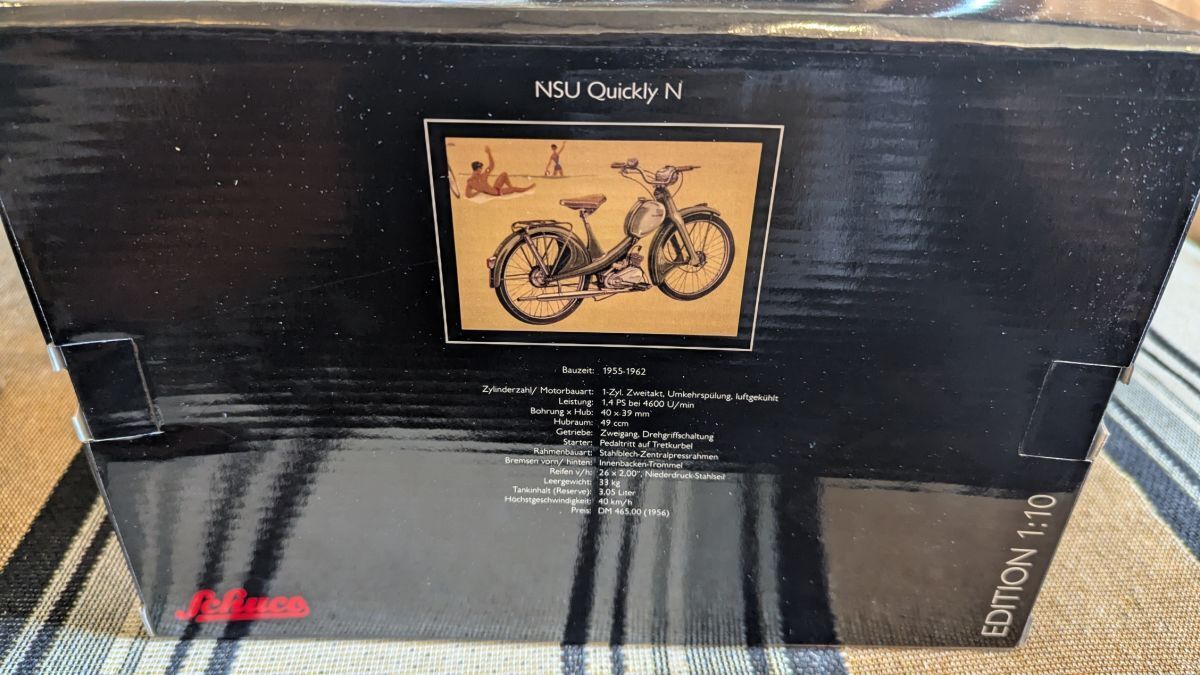 NSU Quickly N
Bauzeit: 1955-1962
Zylinderzahl/ Motorbauart: 1-Zyl. Zweitakt, Umkehrspülung, luftgekühlt
Leistung: 1,4 PS bei 4600 U/min
Bohrung x Hub: 40 x 39 mm
Hubraum: 49 ccm
Getriebe: Zweigang, Drehgriffschaltung
Starter: Pedaltritt auf Tretkurbel
Rahmenbauart: Stahlblech-Zentralpressrahmen
Bremsen vorn/ hinten: Innenbacken-Trommel
Reifen v/h: 26 x 2,00", Niederdruck-Stahlseil
Leergewicht: 33 kg
Tankinhalt (Reserve): 3,05 Liter
Höchstgeschwindigkeit: 40 km/h
Preis: DM 465,00 (1956)
Schuco
EDITION 1:10